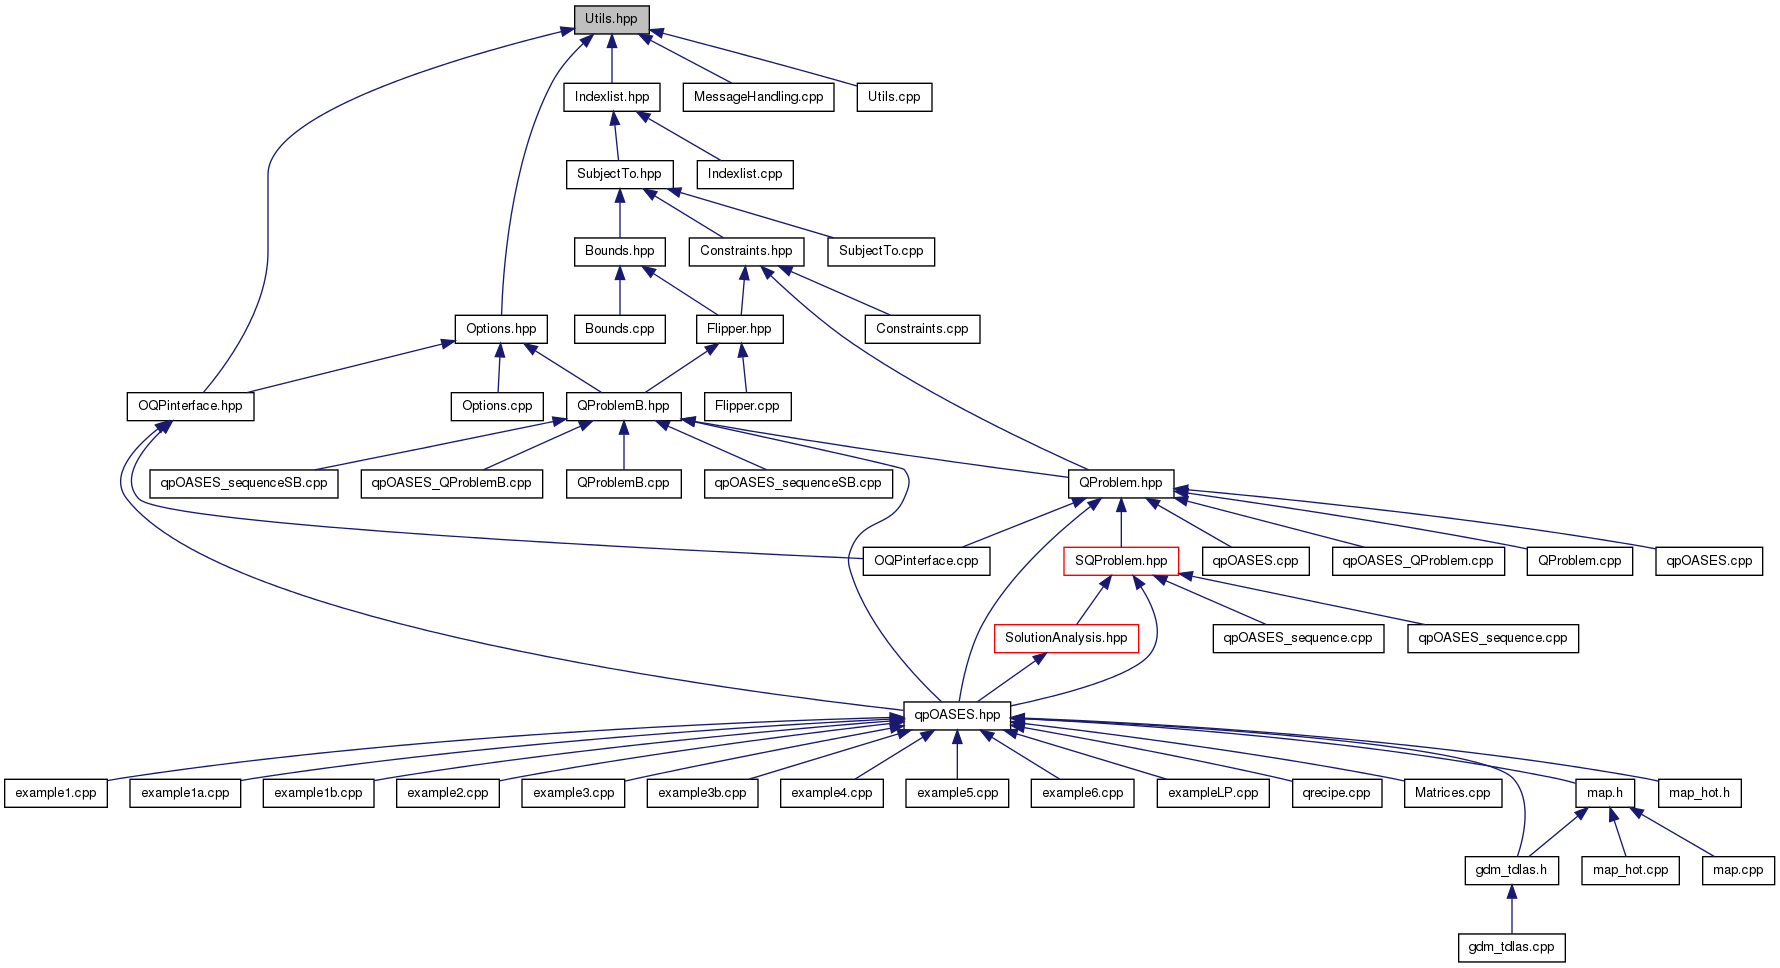 Utils.hpp
Indexlist.hpp
MessageHandling.cpp
Utils.cpp
SubjectTo.hpp
Indexlist.cpp
Bounds.hpp
Constraints.hpp
SubjectTo.cpp
Options.hpp
Bounds.cpp
Flipper.hpp
Constraints.cpp
OQPinterface.hpp
Options.cpp
QProblemB.hpp
Flipper.cpp
qpOASES_sequenceSB.cpp
qpOASES_QProblemB.cpp
QProblemB.cpp
qpOASES_sequenceSB.cpp
QProblem.hpp
OQPinterface.cpp
SQProblem.hpp
qpOASES.cpp
qpOASES_QProblem.cpp
QProblem.cpp
qpOASES.cpp
SolutionAnalysis.hpp
qpOASES_sequence.cpp
qpOASES_sequence.cpp
qpOASES.hpp
example1.cpp
example1a.cpp
example1b.cpp
example2.cpp
example3.cpp
example3b.cpp
example4.cpp
example5.cpp
example6.cpp
exampleLP.cpp
qrecipe.cpp
Matrices.cpp
map.h
map_hot.h
gdm_tdlas.h
map_hot.cpp
map.cpp
gdm_tdlas.cpp